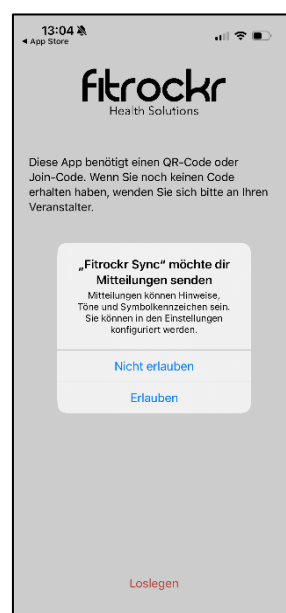 13:04
◀ App Store
fitrockr
Health Solutions
Diese App benötigt einen QR-Code oder
Join-Code. Wenn Sie noch keinen Code
erhalten haben, wenden Sie sich bitte an Ihren
Veranstalter.
„Fitrockr Sync“ möchte dir
Mitteilungen senden
Mitteilungen können Hinweise,
Töne und Symbolkennzeichen sein.
Sie können in den Einstellungen
konfiguriert werden.
Nicht erlauben
Erlauben
Loslegen